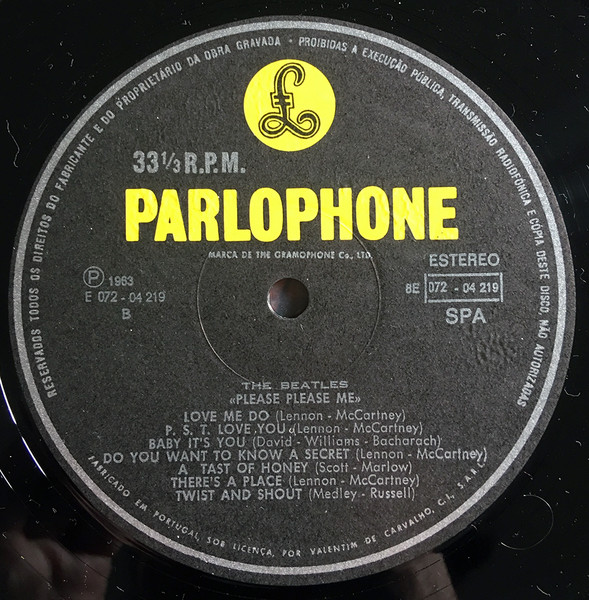 RESERVADOS TODOS OS DIREITOS DO FABRICANTE E DO PROPRIETÁRIO DA OBRA GRAVADA • PROIBIDAS A EXECUÇÃO PÚBLICA, TRANSMISSÃO RADIOFÓNICA E CÓPIA DESTE DISCO, NÃO AUTORIZADAS
£
33 1/3 R.P.M.
PARLOPHONE
MARCA DE THE GRAMOPHONE Co., LTD.
ESTEREO
Ⓟ 1963
8E 072 - 04 219
E 072 - 04 219
SPA
B
THE BEATLES
«PLEASE PLEASE ME»
LOVE ME DO (Lennon - McCartney)
P. S. T. LOVE YOU (Lennon - McCartney)
BABY IT'S YOU (David - Williams - Bacharach)
DO YOU WANT TO KNOW A SECRET (Lennon - McCartney)
A TAST OF HONEY (Scott - Marlow)
THERE'S A PLACE (Lennon - McCartney)
TWIST AND SHOUT (Medley - Russell)
FABRICADO EM PORTUGAL, SOB LICENÇA, POR VALENTIM DE CARVALHO, C.I., S.A.R.L.